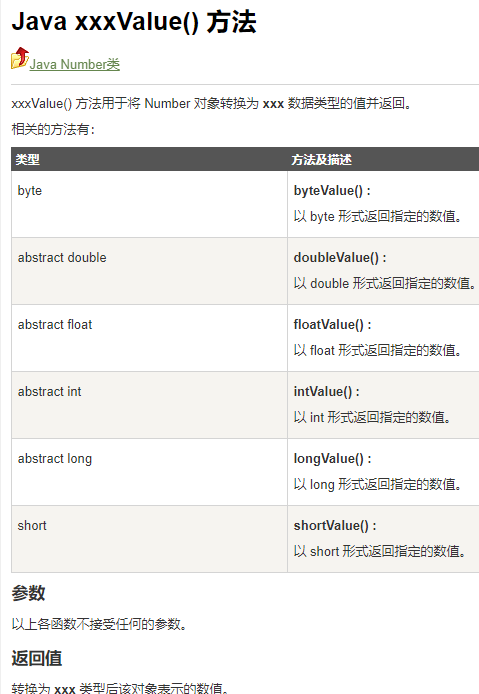 Java xxxValue() 方法
Java Number类
xxxValue() 方法用于将 Number 对象转换为 xxx 数据类型的值并返回。
相关的方法有：
类型 方法及描述
byte byteValue() :
以 byte 形式返回指定的数值。
abstract double doubleValue() :
以 double 形式返回指定的数值。
abstract float floatValue() :
以 float 形式返回指定的数值。
abstract int intValue() :
以 int 形式返回指定的数值。
abstract long longValue() :
以 long 形式返回指定的数值。
short shortValue() :
以 short 形式返回指定的数值。
参数
以上各函数不接受任何的参数。
返回值
转换为 xxx 类型后该对象表示的数值。